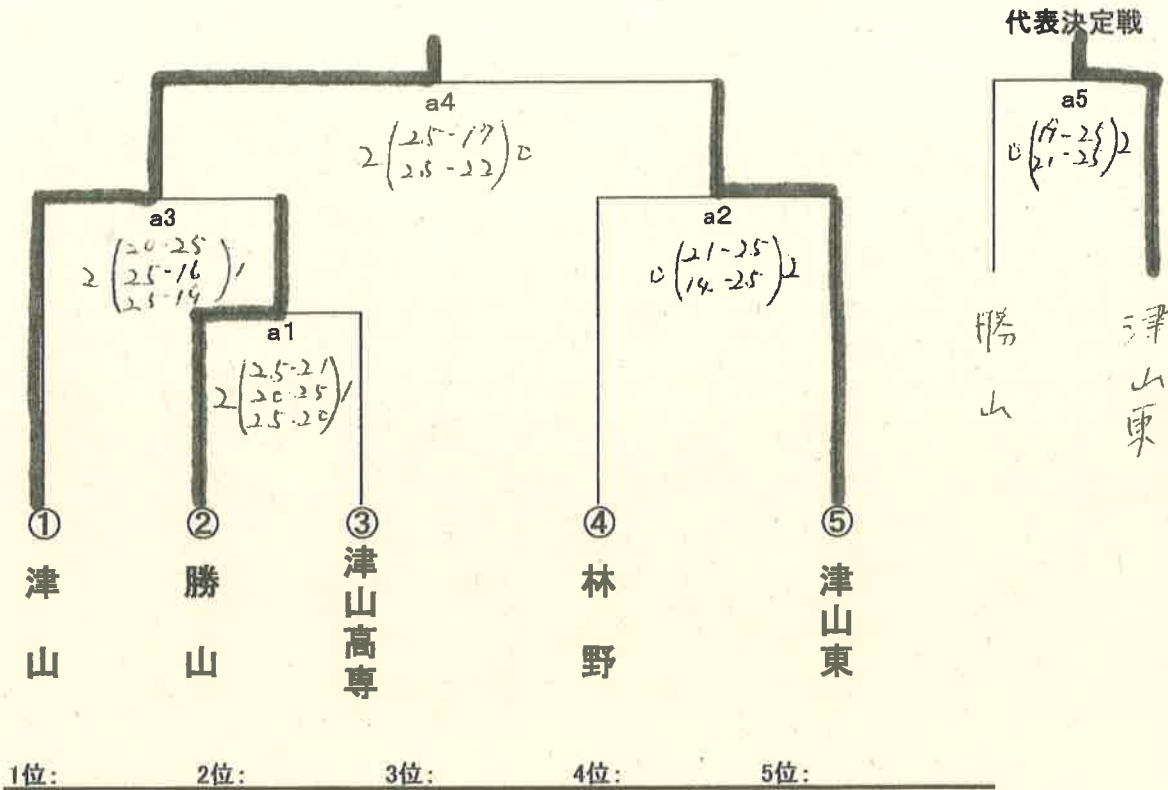 代表決定戦
a4
2 (25-17
25-22) 0
a5
0 (19-25
21-25) 2
a3
2 (20-25
25-16
25-19) 1
a2
0 (21-25
14-25) 2
a1
2 (25-21
20-25
25-20) 1
勝山
津山東
① ② ③ ④ ⑤
津山
勝山
津山高専
林野
津山東
1位: 2位: 3位: 4位: 5位: